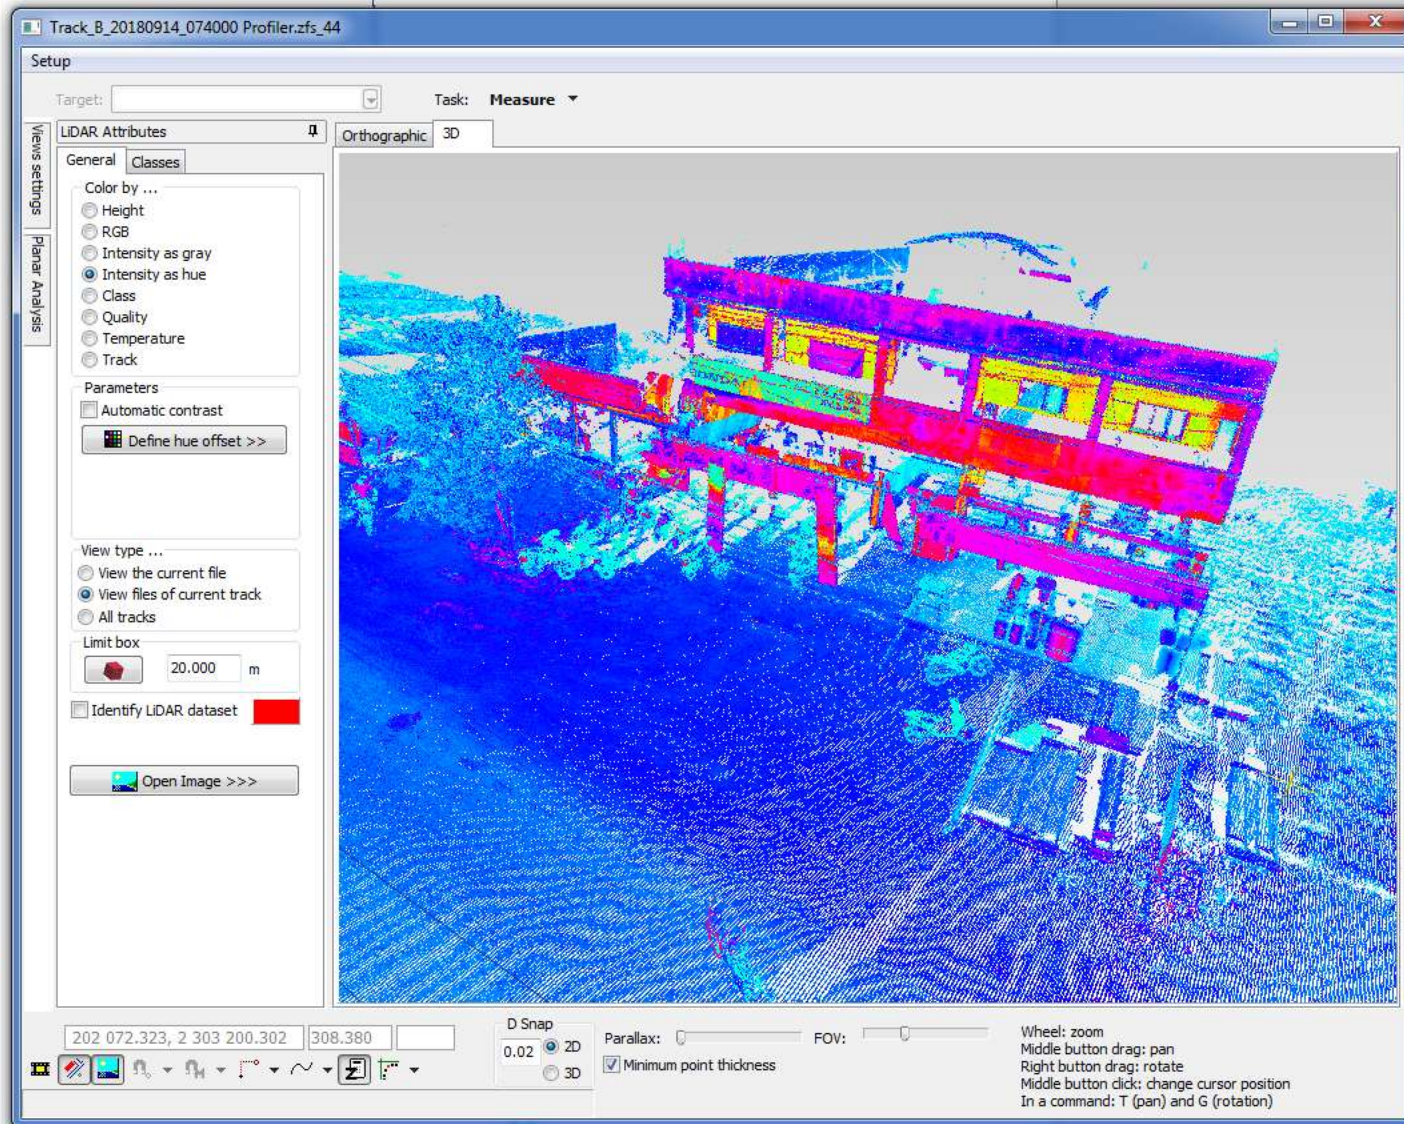 Track_B_20180914_074000 Profiler.zfs_44
Setup
Target:
Task: Measure
Views settings
Planar Analysis
LiDAR Attributes
Orthographic 3D
General Classes
Color by ...
Height
RGB
Intensity as gray
Intensity as hue
Class
Quality
Temperature
Track
Parameters
Automatic contrast
Define hue offset >>
View type ...
View the current file
View files of current track
All tracks
Limit box
20.000 m
Identify LiDAR dataset
Open Image >>>
202 072.323, 2 303 200.302 308.380
D Snap
0.02 2D
3D
Parallax:
FOV:
Minimum point thickness
Wheel: zoom
Middle button drag: pan
Right button drag: rotate
Middle button click: change cursor position
In a command: T (pan) and G (rotation)